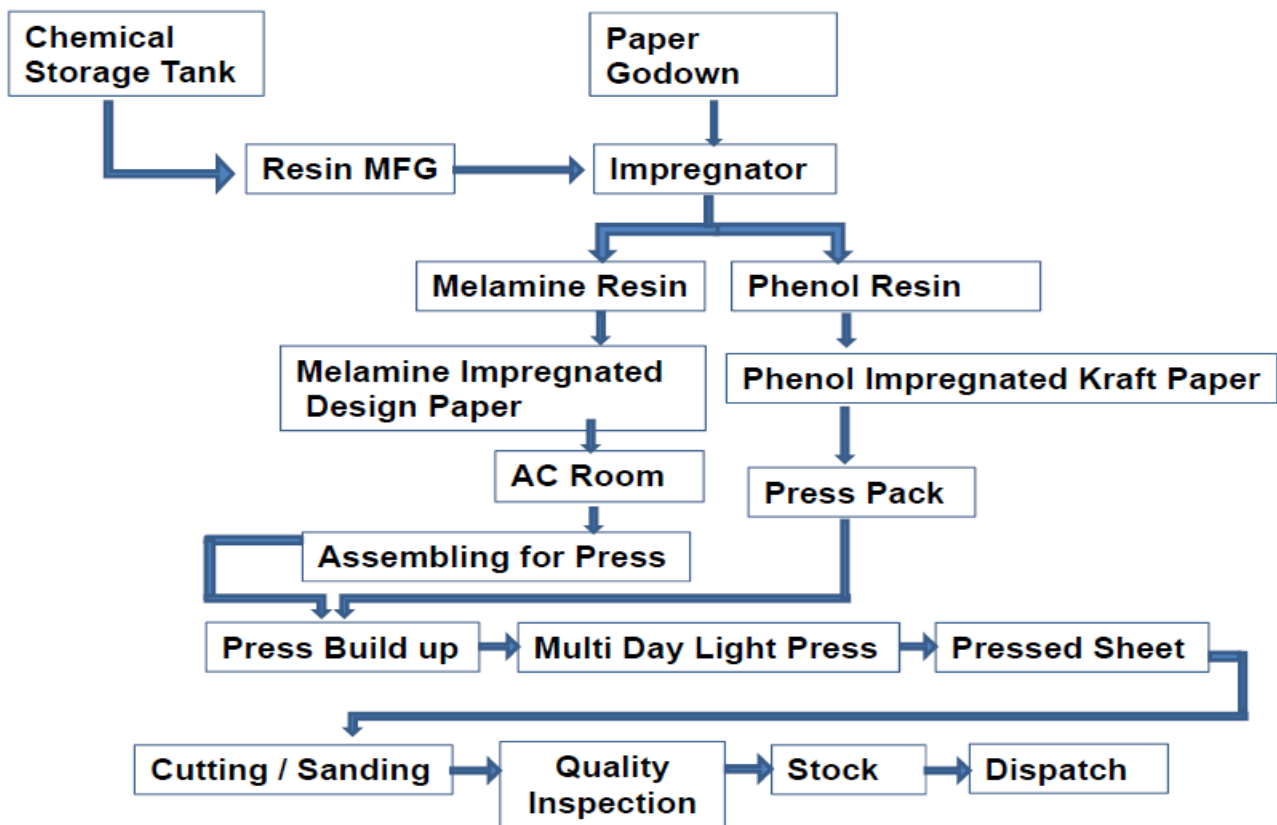 Chemical
Storage Tank
Paper
Godown
Resin MFG
Impregnator
Melamine Resin
Phenol Resin
Melamine Impregnated
Design Paper
Phenol Impregnated Kraft Paper
AC Room
Press Pack
Assembling for Press
Press Build up
Multi Day Light Press
Pressed Sheet
Cutting / Sanding
Quality
Inspection
Stock
Dispatch